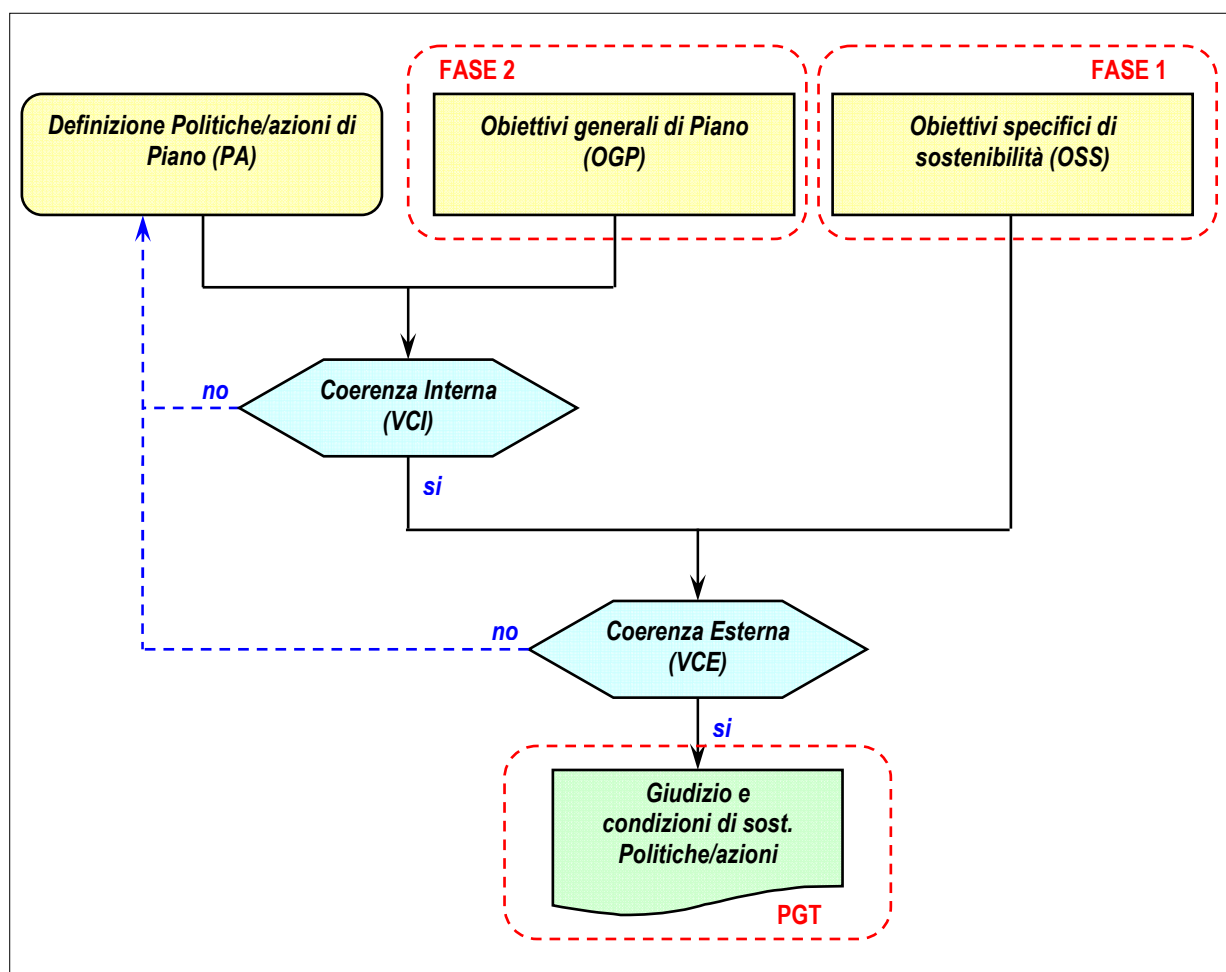 FASE 2
FASE 1
Definizione Politiche/azioni di
Piano (PA)
Obiettivi generali di Piano
(OGP)
Obiettivi specifici di
sostenibilità (OSS)
no
Coerenza Interna
(VCI)
si
no
Coerenza Esterna
(VCE)
si
Giudizio e
condizioni di sost.
Politiche/azioni
PGT